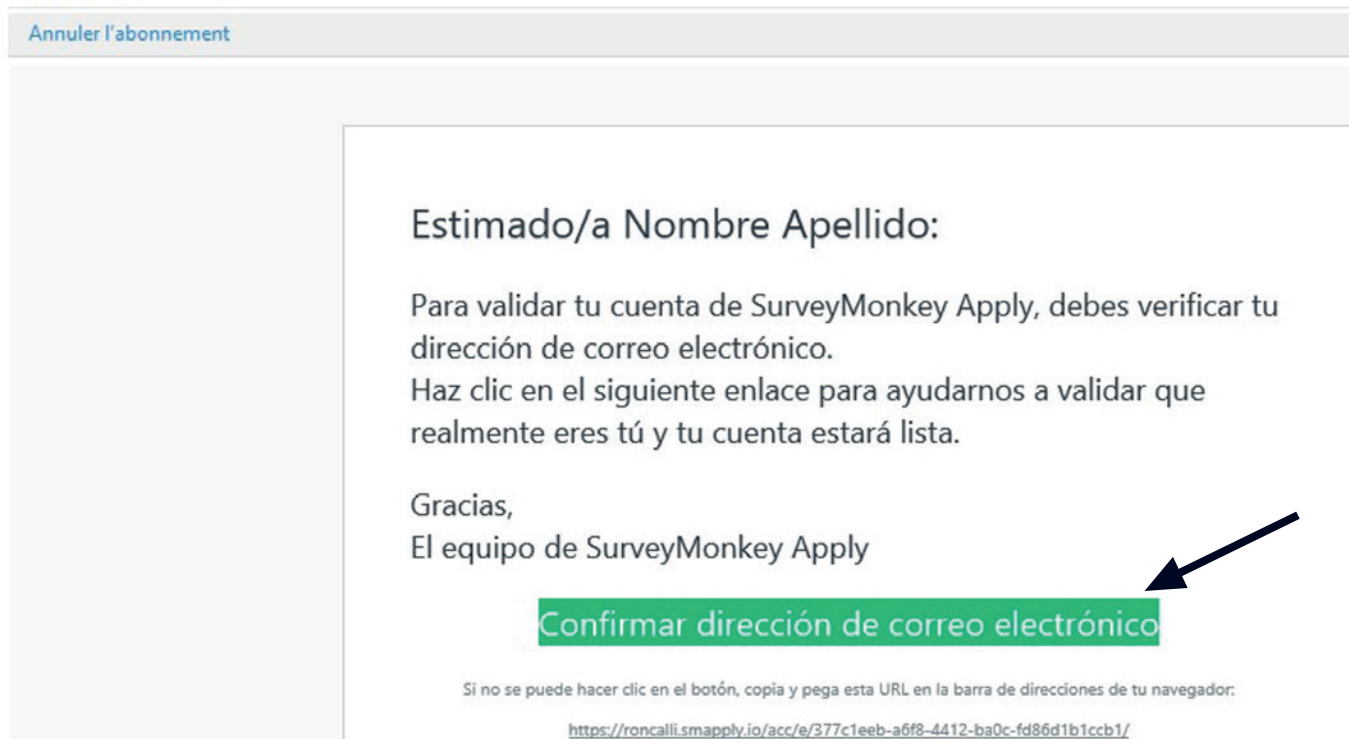 Annuler l'abonnement
Estimado/a Nombre Apellido:
Para validar tu cuenta de SurveyMonkey Apply, debes verificar tu
dirección de correo electrónico.
Haz clic en el siguiente enlace para ayudarnos a validar que
realmente eres tú y tu cuenta estará lista.
Gracias,
El equipo de SurveyMonkey Apply
Confirmar dirección de correo electrónico
Si no se puede hacer clic en el botón, copia y pega esta URL en la barra de direcciones de tu navegador:
https://roncalli.smapply.io/acc/e/377c1eeb-a6f8-4412-ba0c-fd86d1b1ccb1/